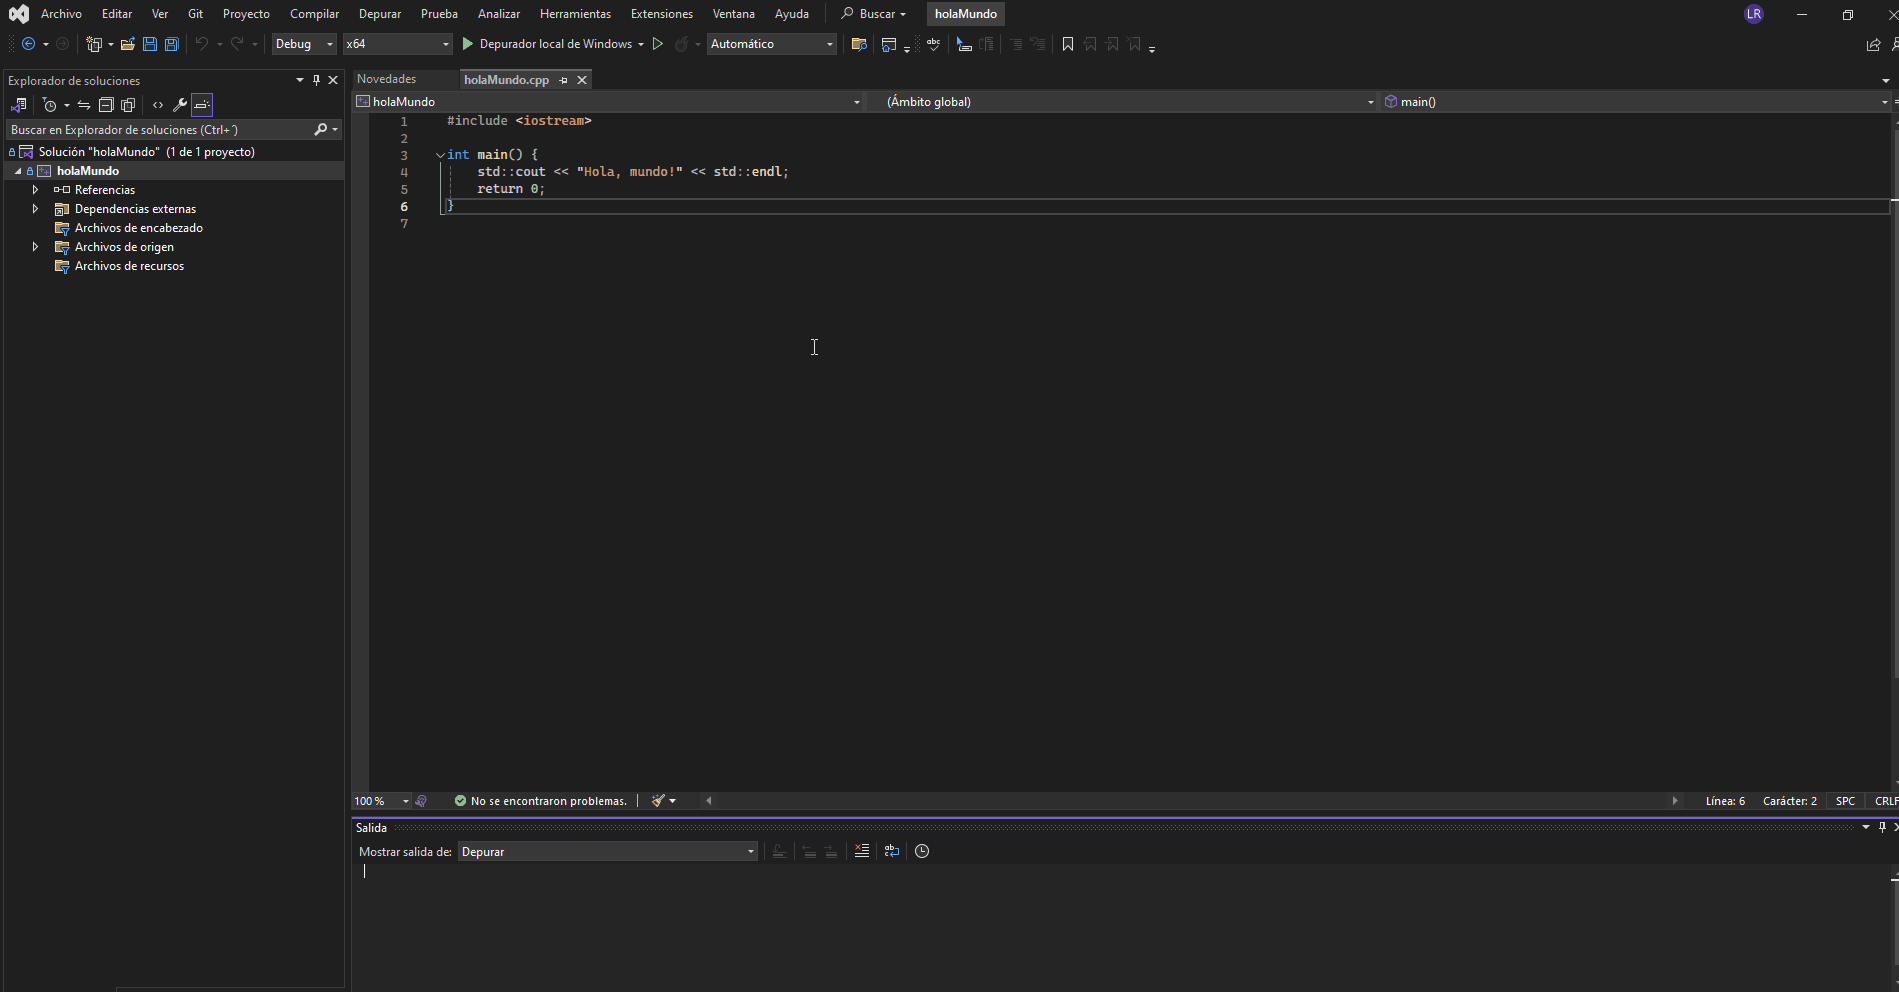 Archivo Editar Ver Git Proyecto Compilar Depurar Prueba Analizar Herramientas Extensiones Ventana Ayuda Buscar holaMundo LR
Debug x64 Depurador local de Windows Automático abc
Explorador de soluciones
Buscar en Explorador de soluciones (Ctrl+´)
Solución "holaMundo" (1 de 1 proyecto)
holaMundo
Referencias
Dependencias externas
Archivos de encabezado
Archivos de origen
Archivos de recursos
Novedades holaMundo.cpp
holaMundo (Ámbito global) main()
1 #include <iostream>
2
3 int main() {
4 std::cout << "Hola, mundo!" << std::endl;
5 return 0;
6 }
7
100 % No se encontraron problemas. Línea: 6 Carácter: 2 SPC CRLF
Salida
Mostrar salida de: Depurar